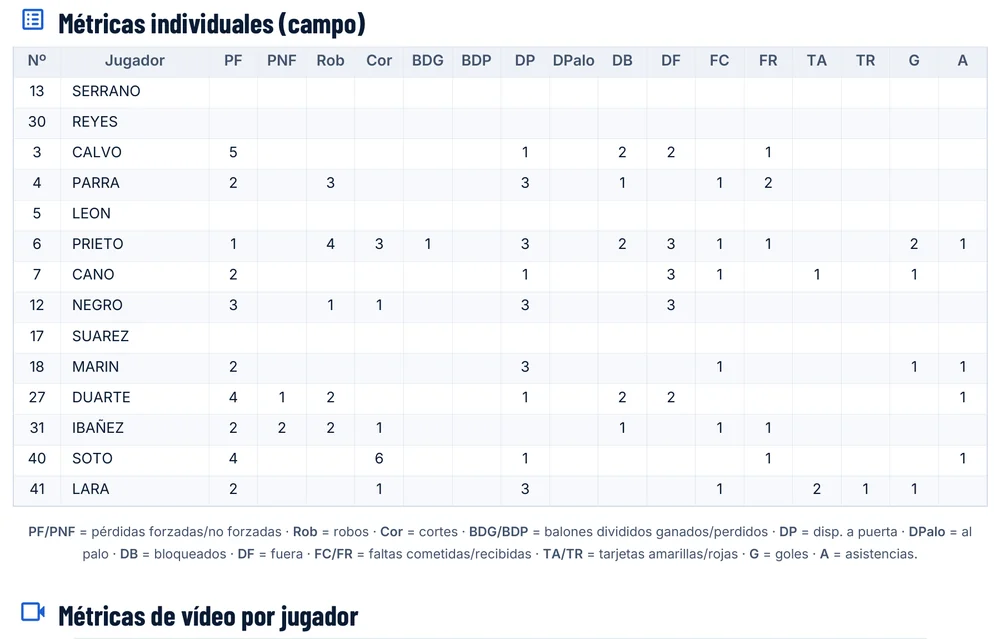 Métricas individuales (campo)
Nº Jugador PF PNF Rob Cor BDG BDP DP DPalo DB DF FC FR TA TR G A
13 SERRANO
30 REYES
3 CALVO 5 1 2 2 1
4 PARRA 2 3 3 1 1 2
5 LEON
6 PRIETO 1 4 3 1 3 2 3 1 1 2 1
7 CANO 2 1 3 1 1 1
12 NEGRO 3 1 1 3 3
17 SUAREZ
18 MARIN 2 3 1 1 1
27 DUARTE 4 1 2 1 2 2 1
31 IBAÑEZ 2 2 2 1 1 1 1
40 SOTO 4 6 1 1 1
41 LARA 2 1 3 1 2 1 1
PF/PNF = pérdidas forzadas/no forzadas · Rob = robos · Cor = cortes · BDG/BDP = balones divididos ganados/perdidos · DP = disp. a puerta · DPalo = al
palo · DB = bloqueados · DF = fuera · FC/FR = faltas cometidas/recibidas · TA/TR = tarjetas amarillas/rojas · G = goles · A = asistencias.
Métricas de vídeo por jugador